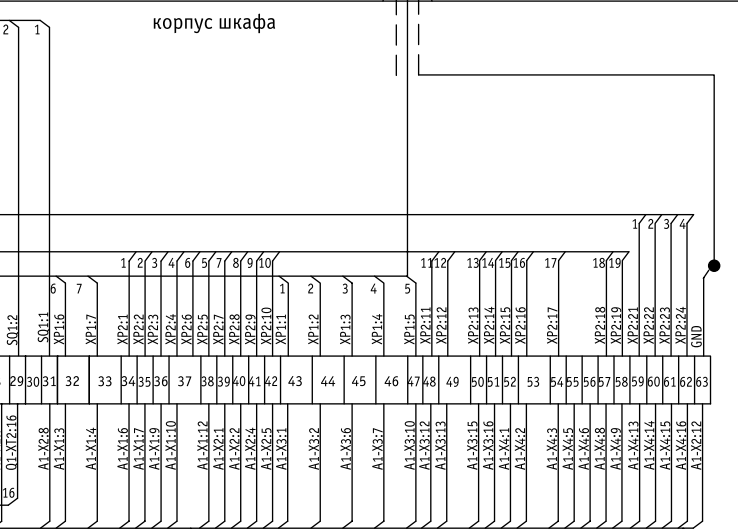 корпус шкафа
2 1
1 2 3 4
1 2 3 4 6 5 7 8 9 10 11 12 13 14 15 16 17 18 19
6 7 1 2 3 4 5
SQ1:2 SQ1:1 XP1:6 XP1:7 XP2:1 XP2:2 XP2:3 XP2:4 XP2:6 XP2:5 XP2:7 XP2:8 XP2:9 XP2:10 XP1:1 XP1:2 XP1:3 XP1:4 XP1:5 XP2:11 XP2:12 XP2:13 XP2:14 XP2:15 XP2:16 XP2:17 XP2:18 XP2:19 XP2:21 XP2:22 XP2:23 XP2:24 GND
29 30 31 32 33 34 35 36 37 38 39 40 41 42 43 44 45 46 47 48 49 50 51 52 53 54 55 56 57 58 59 60 61 62 63
Q1-XT2:16 A1-X2:8 A1-X1:3 A1-X1:4 A1-X1:6 A1-X1:7 A1-X1:9 A1-X1:10 A1-X1:12 A1-X2:1 A1-X2:2 A1-X2:4 A1-X2:5 A1-X3:1 A1-X3:2 A1-X3:6 A1-X3:7 A1-X3:10 A1-X3:12 A1-X3:13 A1-X3:15 A1-X3:16 A1-X4:1 A1-X4:2 A1-X4:3 A1-X4:5 A1-X4:6 A1-X4:8 A1-X4:9 A1-X4:13 A1-X4:14 A1-X4:15 A1-X4:16 A1-X2:12
16